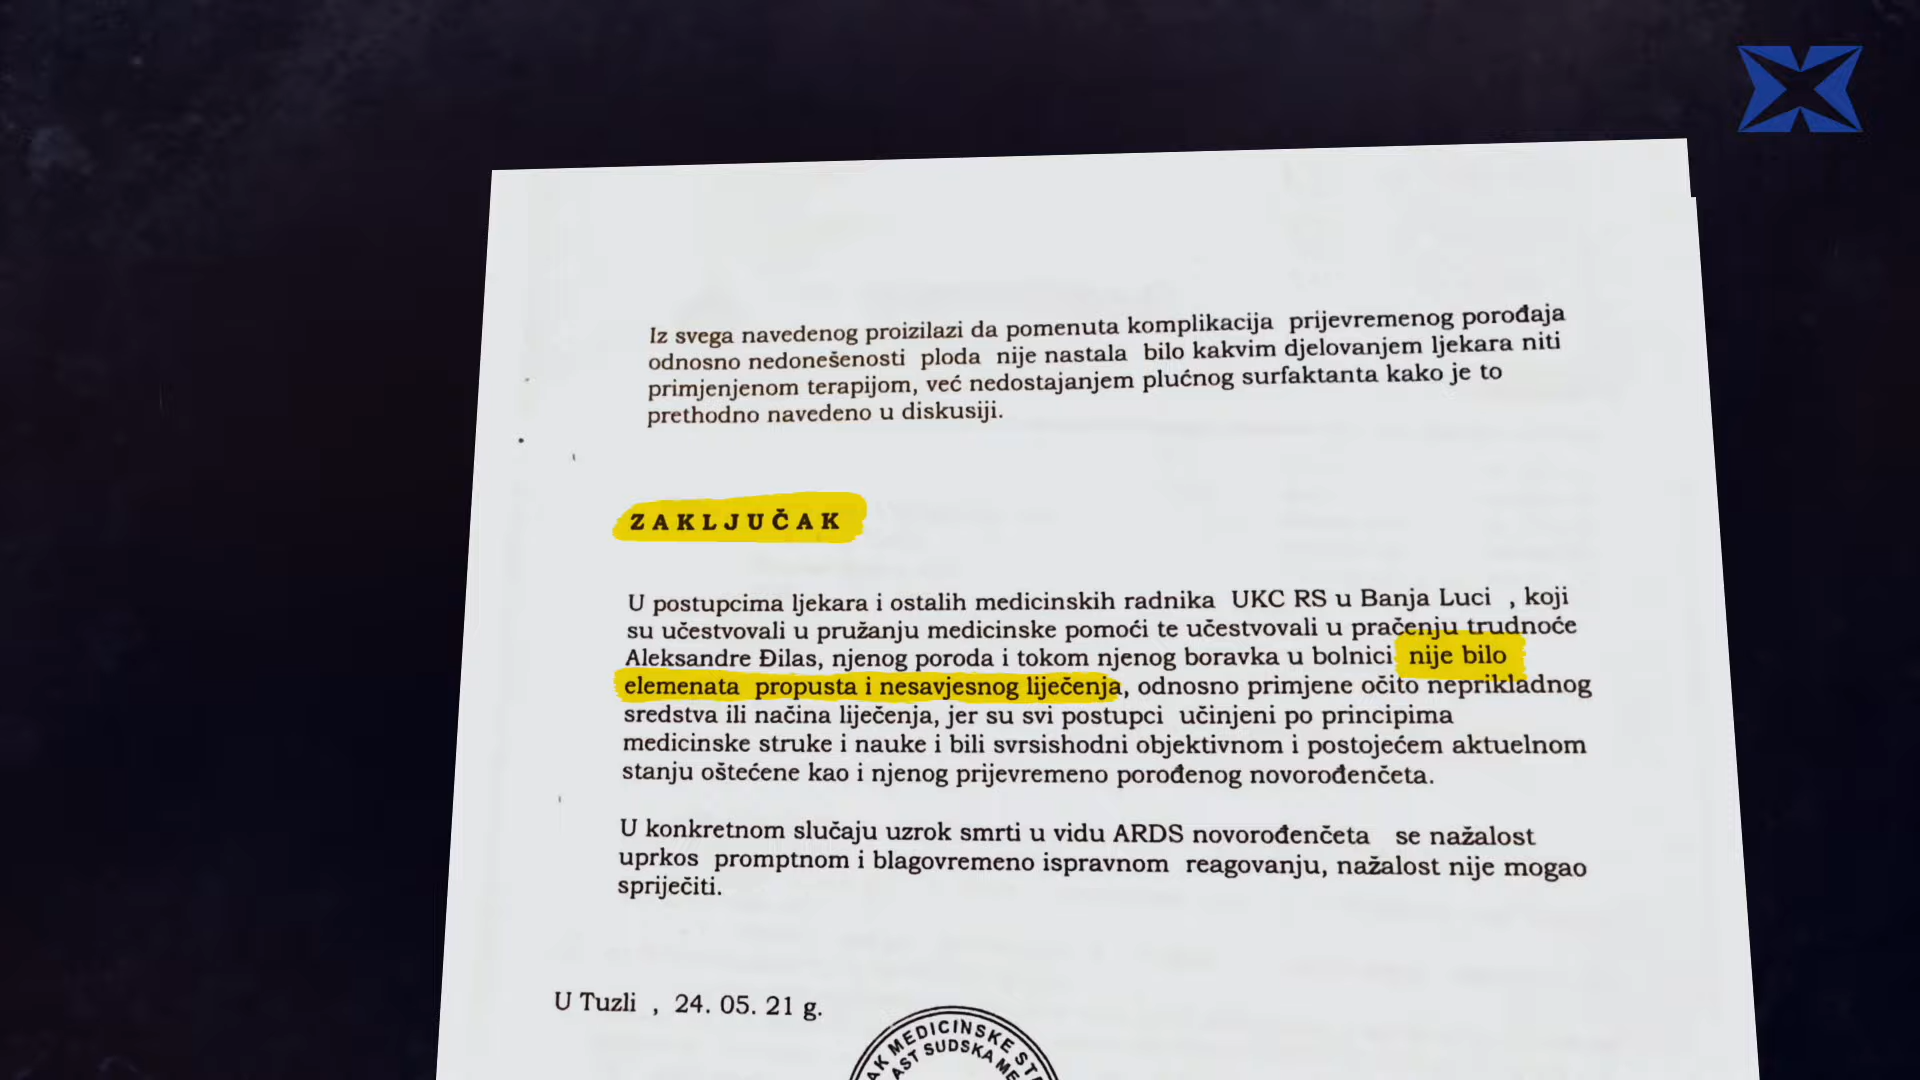 Iz svega navedenog proizilazi da pomenuta komplikacija prijevremenog porođaja
odnosno nedonešenosti ploda nije nastala bilo kakvim djelovanjem ljekara niti
primjenjenom terapijom, već nedostajanjem plućnog surfaktanta kako je to
prethodno navedeno u diskusiji.
ZAKLJUČAK
U postupcima ljekara i ostalih medicinskih radnika UKC RS u Banja Luci , koji
su učestvovali u pružanju medicinske pomoći te učestvovali u pračenju trudnoće
Aleksandre Đilas, njenog poroda i tokom njenog boravka u bolnici nije bilo
elemenata propusta i nesavjesnog liječenja, odnosno primjene očito neprikladnog
sredstva ili načina liječenja, jer su svi postupci učinjeni po principima
medicinske struke i nauke i bili svrsishodni objektivnom i postojećem aktuelnom
stanju oštećene kao i njenog prijevremeno porođenog novorođenčeta.
U konkretnom slučaju uzrok smrti u vidu ARDS novorođenčeta se nažalost
uprkos promptnom i blagovremeno ispravnom reagovanju, nažalost nije mogao
spriječiti.
U Tuzli , 24. 05. 21 g.
MEDICINSKE
SUDSKA